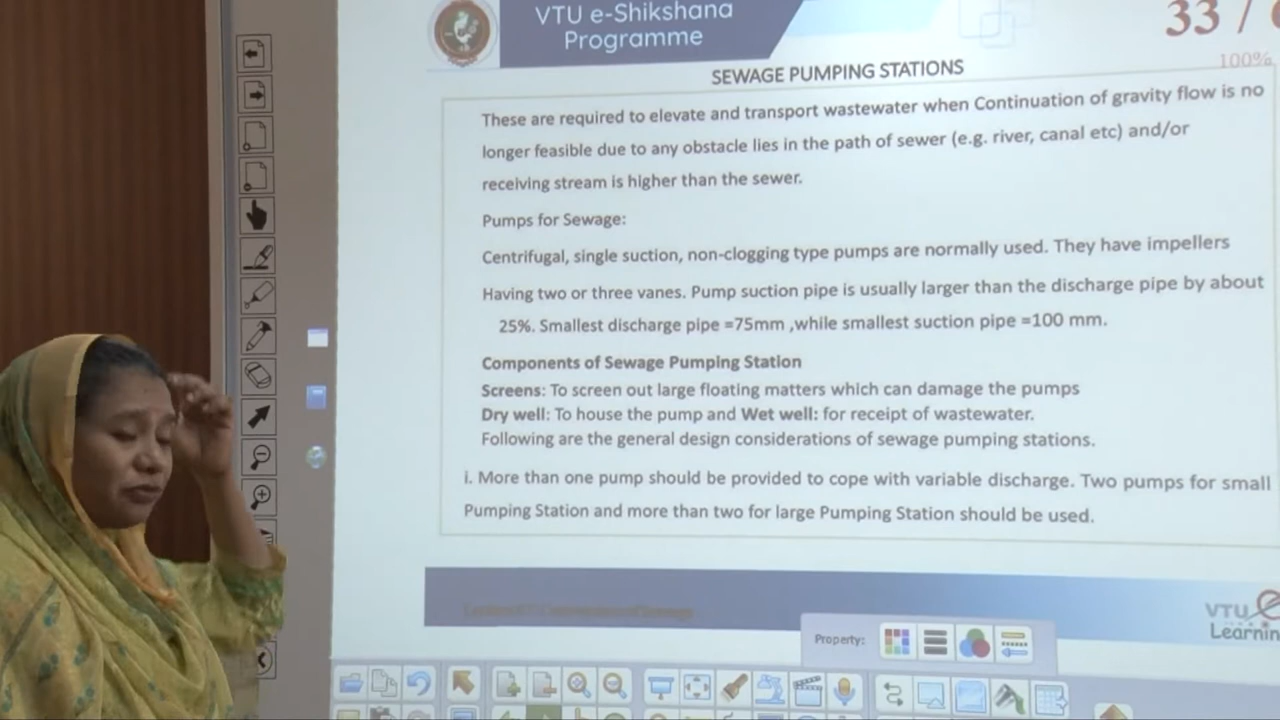 VTU e-Shikshana
Programme
33 /
100%
SEWAGE PUMPING STATIONS
These are required to elevate and transport wastewater when Continuation of gravity flow is no
longer feasible due to any obstacle lies in the path of sewer (e.g. river, canal etc) and/or
receiving stream is higher than the sewer.
Pumps for Sewage:
Centrifugal, single suction, non-clogging type pumps are normally used. They have impellers
Having two or three vanes. Pump suction pipe is usually larger than the discharge pipe by about
25%. Smallest discharge pipe =75mm ,while smallest suction pipe =100 mm.
Components of Sewage Pumping Station
Screens: To screen out large floating matters which can damage the pumps
Dry well: To house the pump and Wet well: for receipt of wastewater.
Following are the general design considerations of sewage pumping stations.
i. More than one pump should be provided to cope with variable discharge. Two pumps for small
Pumping Station and more than two for large Pumping Station should be used.
VTU
Learnin
Property: